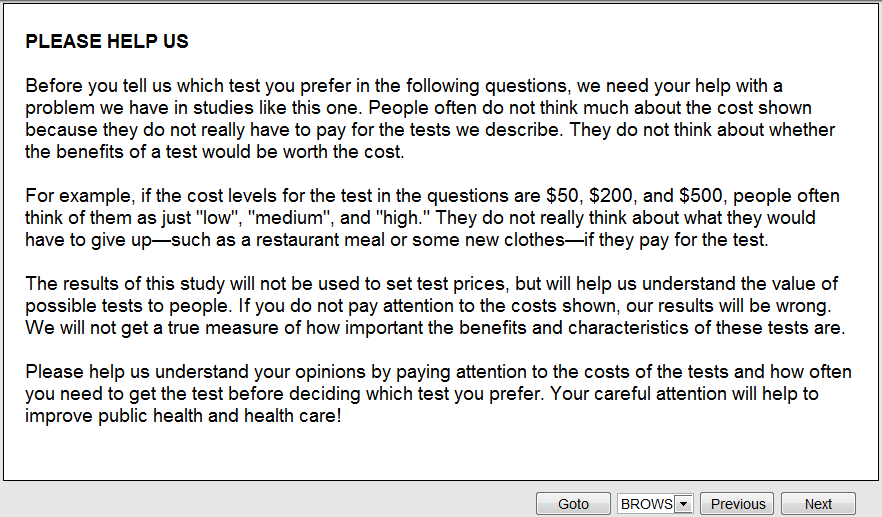 PLEASE HELP US
Before you tell us which test you prefer in the following questions, we need your help with a
problem we have in studies like this one. People often do not think much about the cost shown
because they do not really have to pay for the tests we describe. They do not think about whether
the benefits of a test would be worth the cost.
For example, if the cost levels for the test in the questions are $50, $200, and $500, people often
think of them as just "low", "medium", and "high." They do not really think about what they would
have to give up—such as a restaurant meal or some new clothes—if they pay for the test.
The results of this study will not be used to set test prices, but will help us understand the value of
possible tests to people. If you do not pay attention to the costs shown, our results will be wrong.
We will not get a true measure of how important the benefits and characteristics of these tests are.
Please help us understand your opinions by paying attention to the costs of the tests and how often
you need to get the test before deciding which test you prefer. Your careful attention will help to
improve public health and health care!
Goto BROWS Previous Next